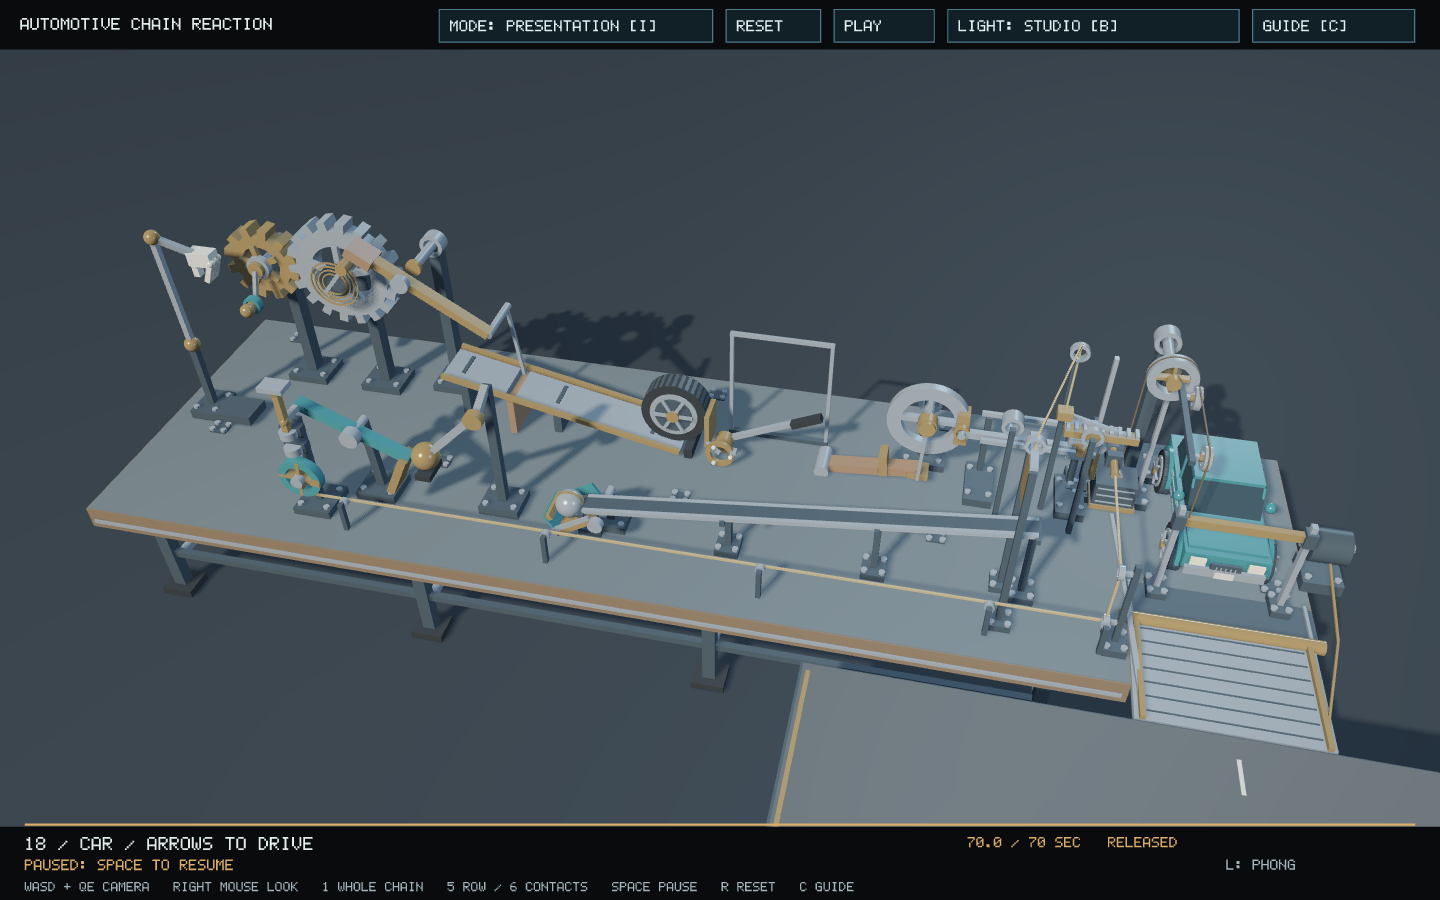 AUTOMOTIVE CHAIN REACTION
MODE: PRESENTATION [I]
RESET
PLAY
LIGHT: STUDIO [B]
GUIDE [C]
18 / CAR / ARROWS TO DRIVE
70.0 / 70 SEC RELEASED
PAUSED: SPACE TO RESUME
L: PHONG
WASD + QE CAMERA RIGHT MOUSE LOOK 1 WHOLE CHAIN 5 ROW / 6 CONTACTS SPACE PAUSE R RESET C GUIDE